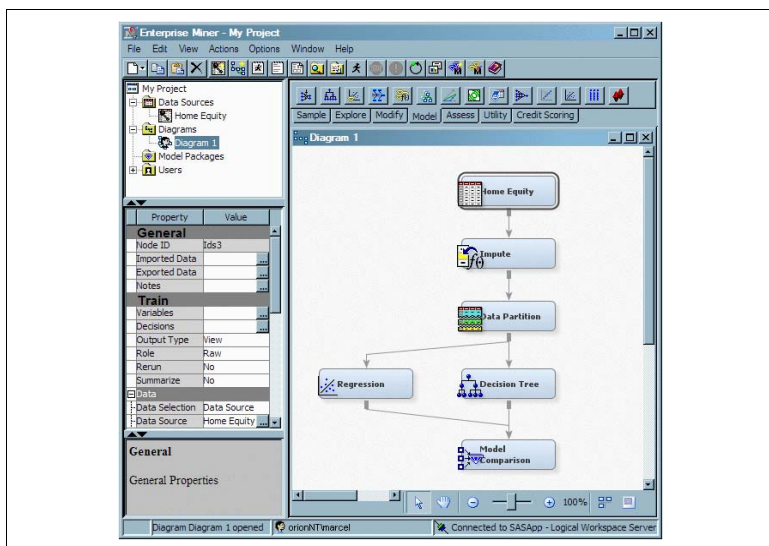 Enterprise Miner - My Project
File Edit View Actions Options Window Help
My Project
Data Sources
Home Equity
Diagrams
Diagram 1
Model Packages
Users
Sample Explore Modify Model Assess Utility Credit Scoring
Diagram 1
Property Value
General
Node ID Ids3
Imported Data ...
Exported Data ...
Notes ...
Train
Variables ...
Decisions ...
Output Type View
Role Raw
Rerun No
Summarize No
Data
Data Selection Data Source
Data Source Home Equity ...
General
General Properties
Home Equity
Impute
Data Partition
Regression
Decision Tree
Model
Comparison
100%
Diagram Diagram 1 opened
orionNT\marcel
Connected to SASApp - Logical Workspace Server